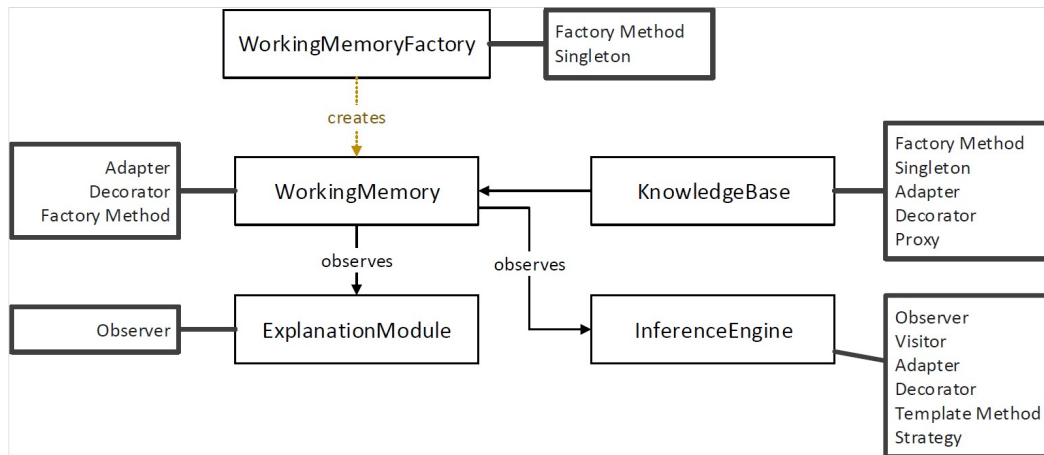 WorkingMemoryFactory
Factory Method
Singleton
creates
Adapter
Decorator
Factory Method
WorkingMemory
KnowledgeBase
Factory Method
Singleton
Adapter
Decorator
Proxy
observes
observes
Observer
ExplanationModule
InferenceEngine
Observer
Visitor
Adapter
Decorator
Template Method
Strategy